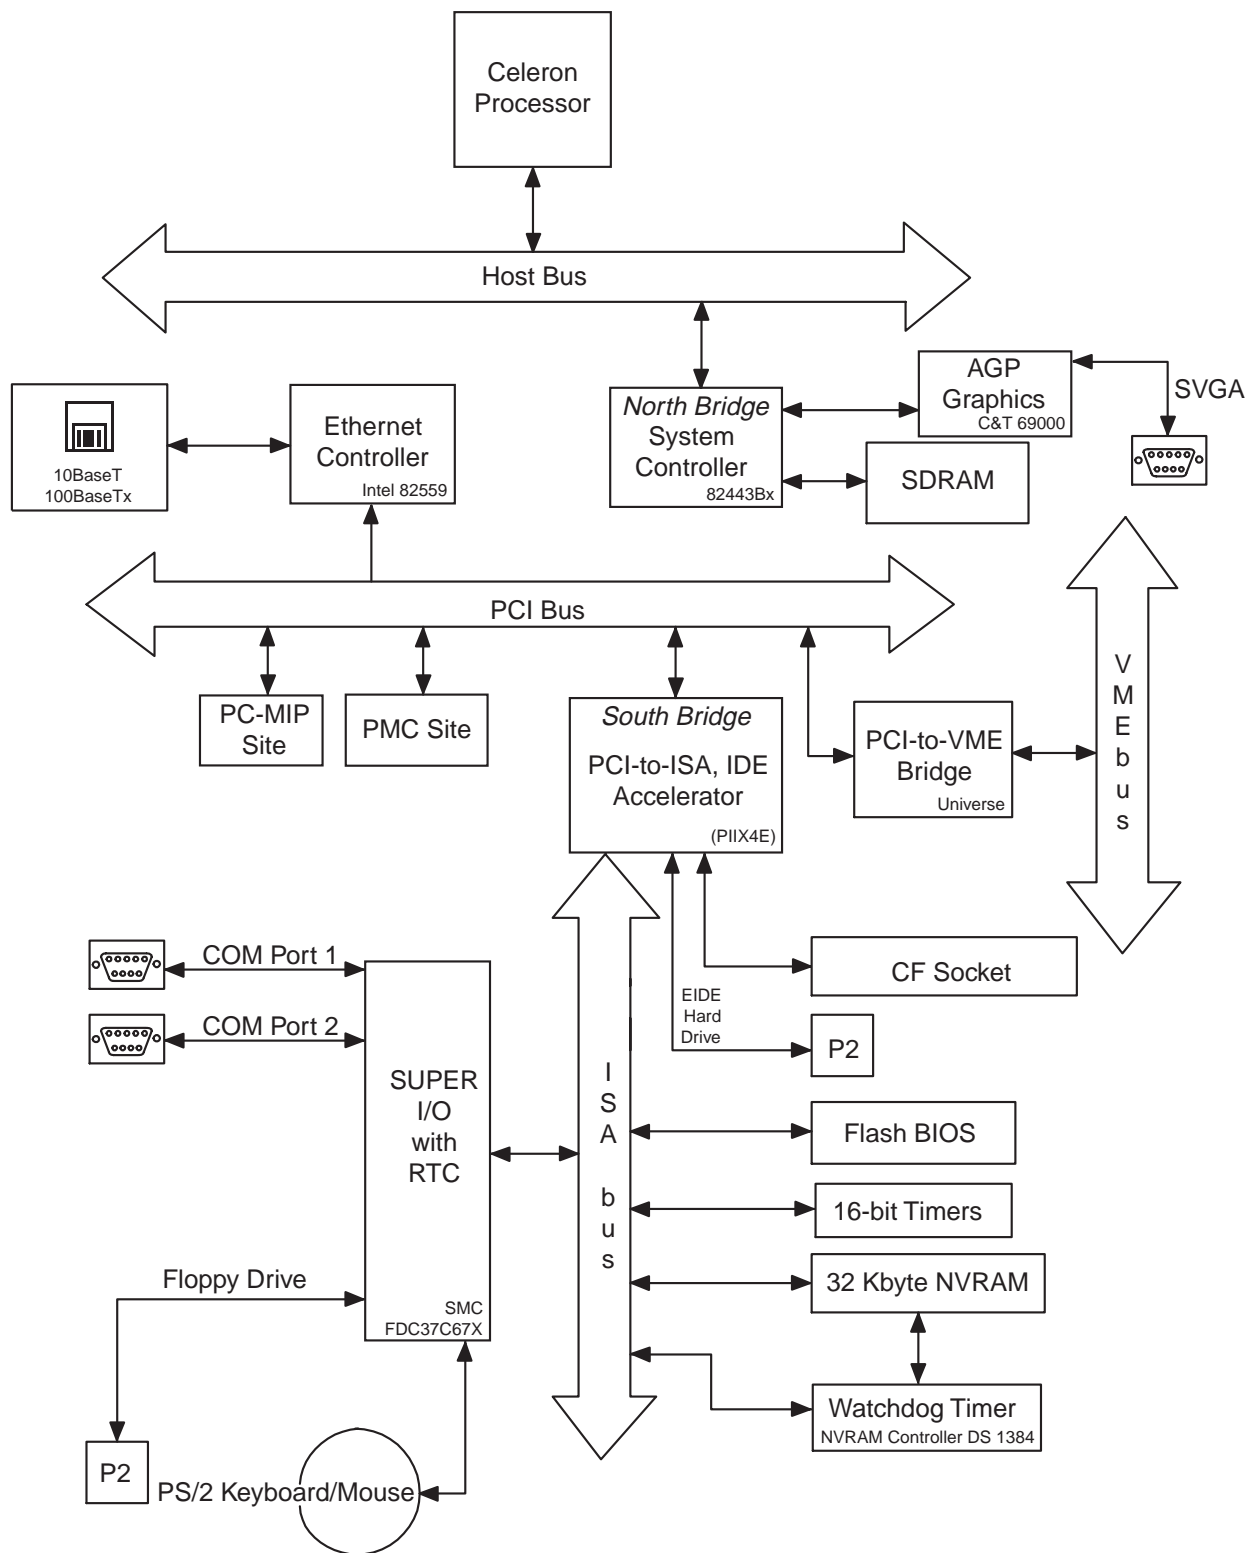 Celeron
Processor
Host Bus
10BaseT
100BaseTx
Ethernet
Controller
Intel 82559
North Bridge
System
Controller
82443Bx
AGP
Graphics
C&T 69000
SVGA
SDRAM
PCI Bus
PC-MIP
Site
PMC Site
South Bridge
PCI-to-ISA, IDE
Accelerator
(PIIX4E)
PCI-to-VME
Bridge
Universe
VMEbus
COM Port 1
COM Port 2
SUPER
I/O
with
RTC
SMC
FDC37C67X
ISA bus
EIDE
Hard
Drive
CF Socket
P2
Flash BIOS
16-bit Timers
32 Kbyte NVRAM
Watchdog Timer
NVRAM Controller DS 1384
Floppy Drive
P2
PS/2 Keyboard/Mouse